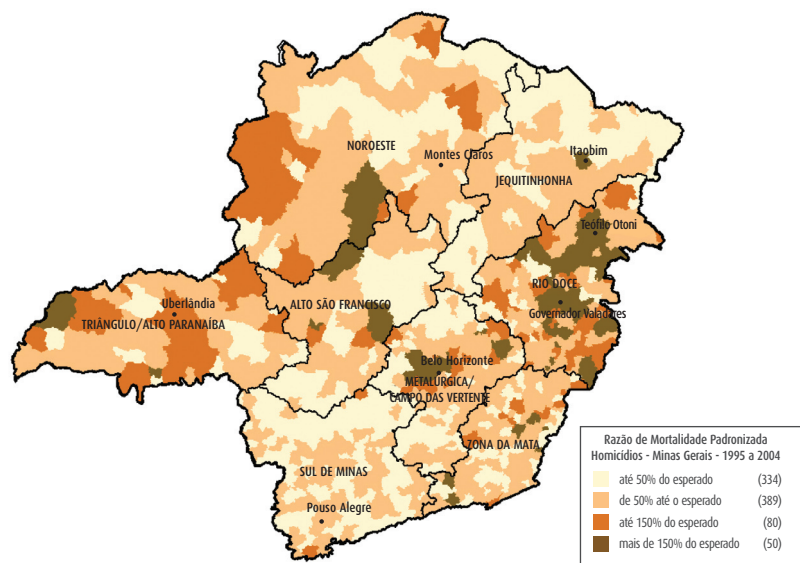 NOROESTE
Montes Claros
Itaobim
JEQUITINHONHA
Teófilo Otoni
RIO DOCE
Governador Valadares
Uberlândia
TRIÂNGULO/ALTO PARANAÍBA
ALTO SÃO FRANCISCO
Belo Horizonte
METALÚRGICA/
CAMPO DAS VERTENTE
ZONA DA MATA
SUL DE MINAS
Pouso Alegre
Razão de Mortalidade Padronizada
Homicídios - Minas Gerais - 1995 a 2004
até 50% do esperado (334)
de 50% até o esperado (389)
até 150% do esperado (80)
mais de 150% do esperado (50)